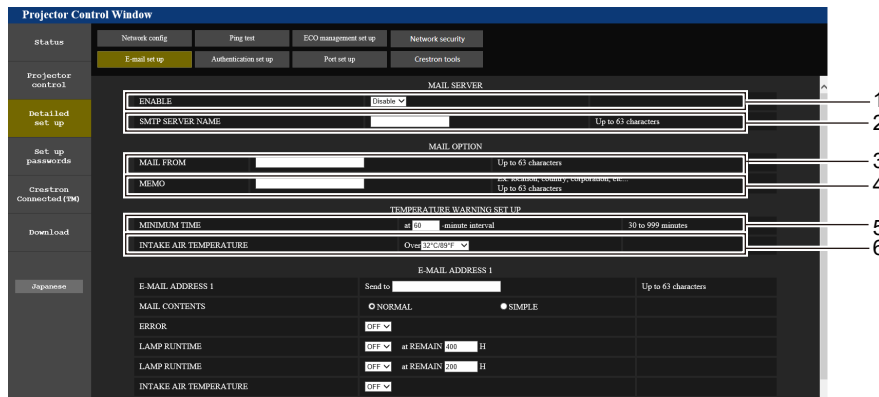 Projector Control Window
Status
Projector control
Detailed set up
Set up passwords
Crestron Connected(TM)
Download
Japanese
Network config Ping test ECO management set up Network security
E-mail set up Authentication set up Port set up Crestron tools
MAIL SERVER
ENABLE Disable 1
SMTP SERVER NAME Up to 63 characters 2
MAIL OPTION
MAIL FROM Up to 63 characters 3
Ex. location, country, corporation, etc...
MEMO Up to 63 characters 4
TEMPERATURE WARNING SET UP
MINIMUM TIME at 60 -minute interval 30 to 999 minutes 5
INTAKE AIR TEMPERATURE Over 32°C/89°F 6
E-MAIL ADDRESS 1
E-MAIL ADDRESS 1 Send to Up to 63 characters
MAIL CONTENTS NORMAL SIMPLE
ERROR OFF
LAMP RUNTIME OFF at REMAIN 400 H
LAMP RUNTIME OFF at REMAIN 200 H
INTAKE AIR TEMPERATURE OFF